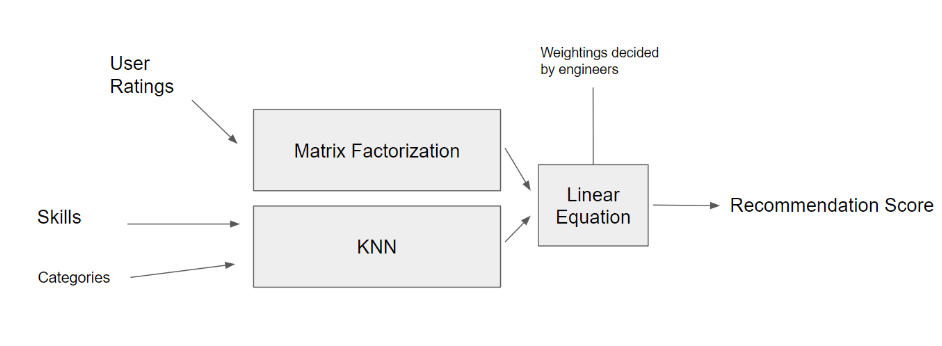 User
Ratings
Weightings decided
by engineers
Matrix Factorization
Skills
Categories
KNN
Linear
Equation
Recommendation Score